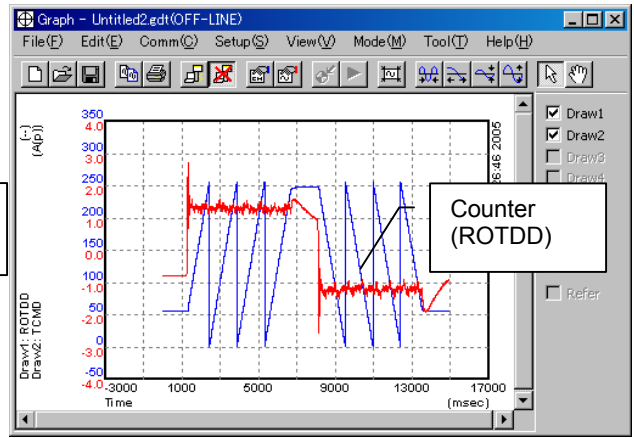 Graph - Untitled2.gdt(OFF-LINE)
File(F) Edit(E) Comm(C) Setup(S) View(V) Mode(M) Tool(T) Help(H)
(--)
(A(p))
350
4.0
300
3.0
250
2.0
200
1.0
150
0.0
100
-1.0
50
-2.0
0
-3.0
-50
-4.0
-3000 1000 5000 9000 13000 17000
Time (msec)
Draw1: ROTDD
Draw2: TCMD
26:46 2005
Counter
(ROTDD)
Draw1
Draw2
Draw3
Draw4
Refer